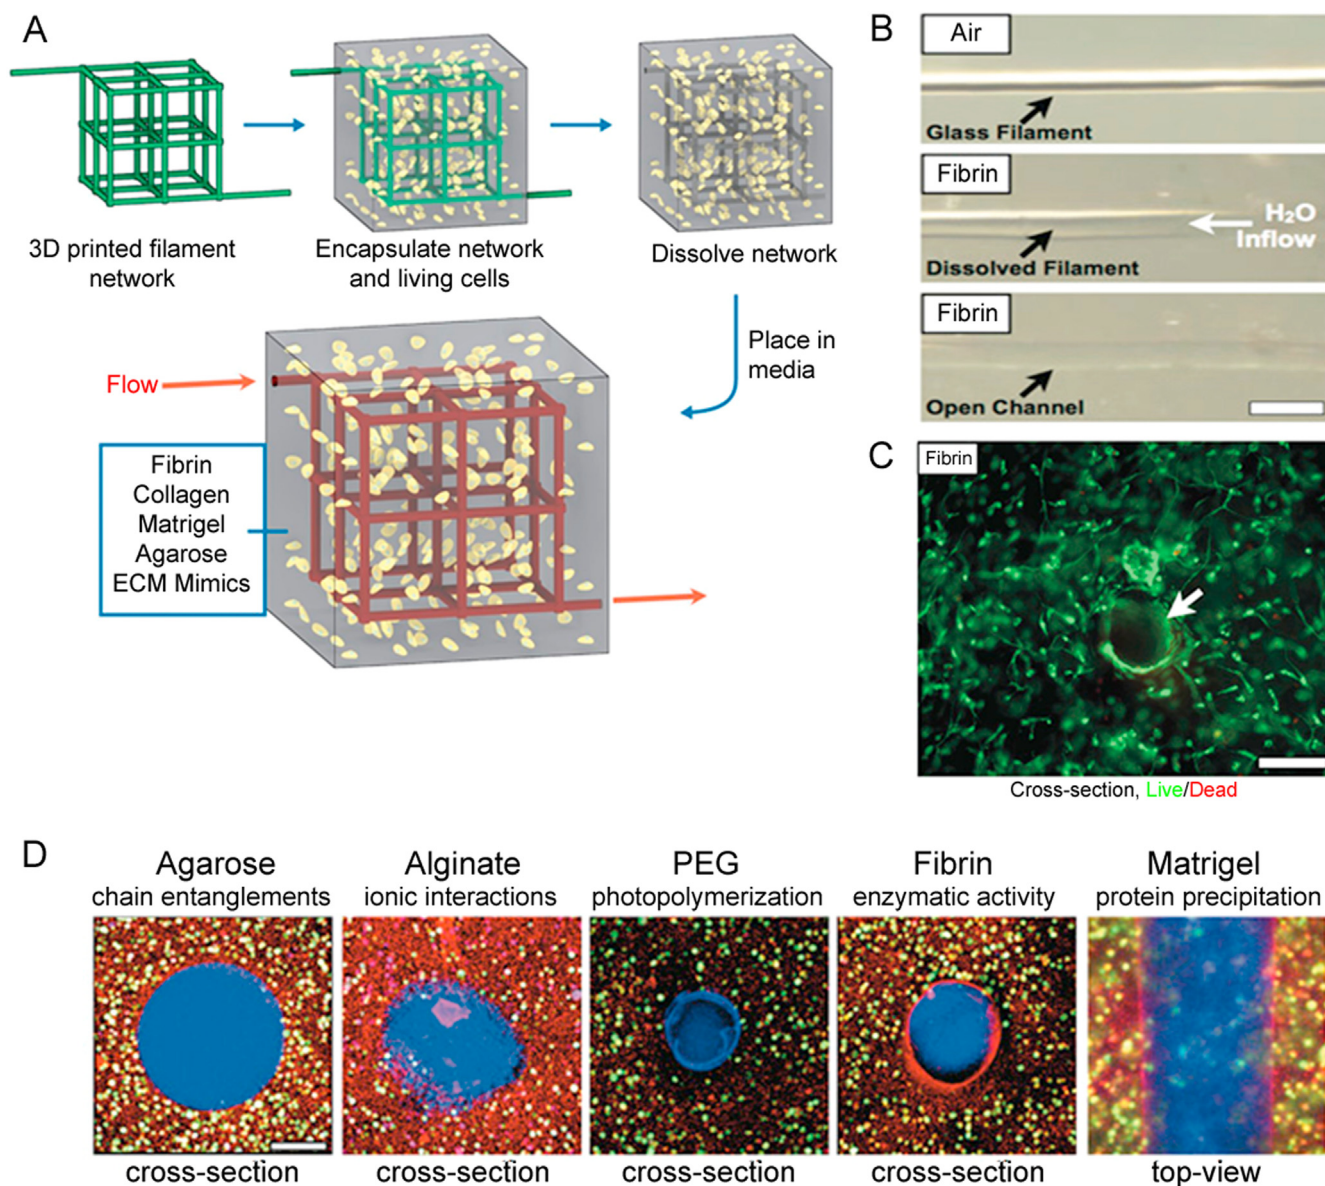 A
3D printed filament
network
Encapsulate network
and living cells
Dissolve network
Place in
media
Flow
Fibrin
Collagen
Matrigel
Agarose
ECM Mimics
B
Air
Glass Filament
Fibrin
H₂O
Inflow
Dissolved Filament
Fibrin
Open Channel
C
Fibrin
Cross-section, Live/Dead
D
Agarose
chain entanglements
cross-section
Alginate
ionic interactions
cross-section
PEG
photopolymerization
cross-section
Fibrin
enzymatic activity
cross-section
Matrigel
protein precipitation
top-view